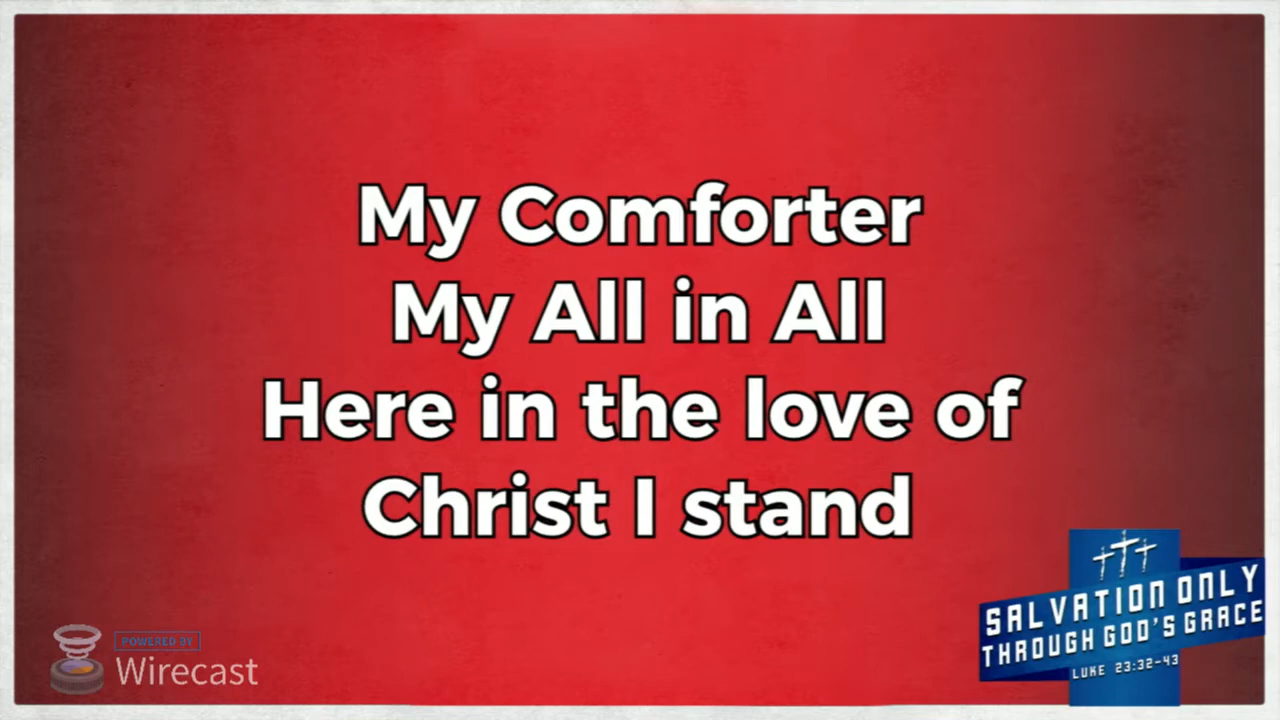 My Comforter
My All in All
Here in the love of
Christ I stand
SALVATION ONLY
THROUGH GOD'S GRACE
LUKE 23:32-43
POWERED BY
Wirecast